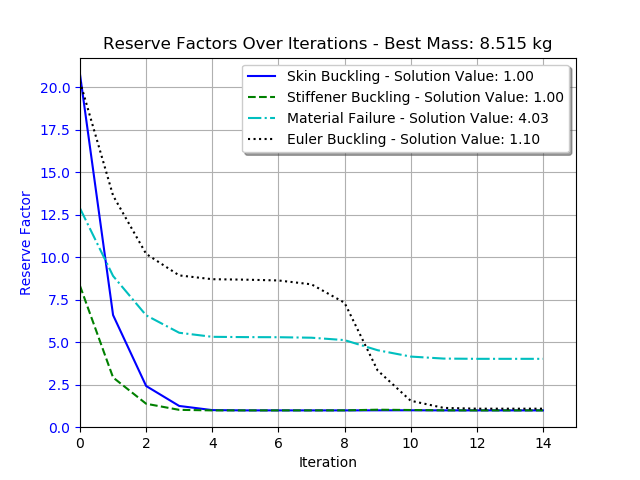 Reserve Factors Over Iterations - Best Mass: 8.515 kg
Skin Buckling - Solution Value: 1.00
Stiffener Buckling - Solution Value: 1.00
Material Failure - Solution Value: 4.03
Euler Buckling - Solution Value: 1.10
Reserve Factor
20.0
17.5
15.0
12.5
10.0
7.5
5.0
2.5
0.0
0 2 4 6 8 10 12 14
Iteration